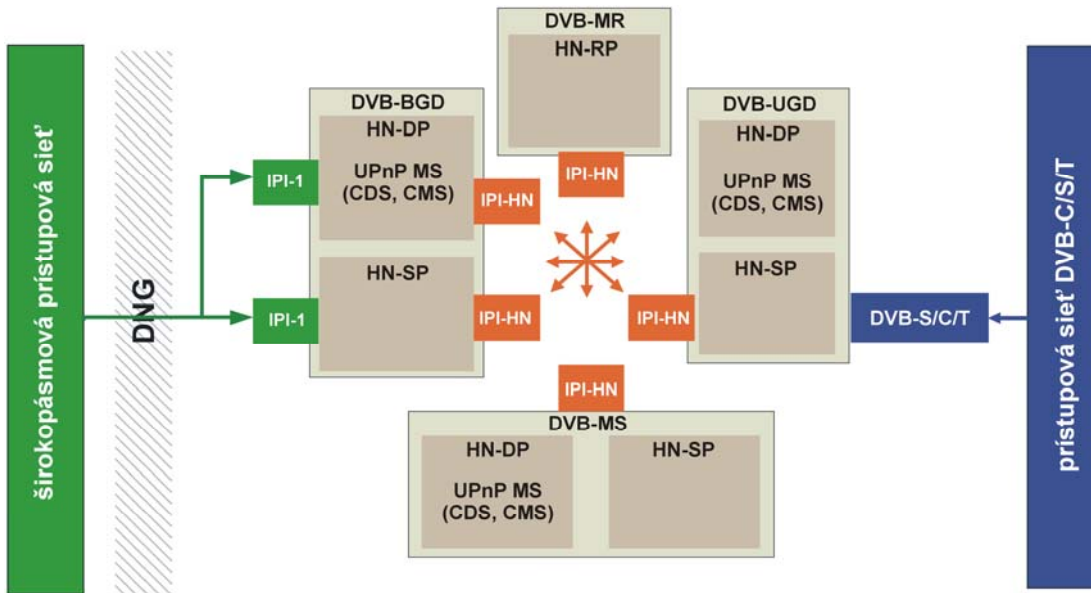 širokopásmová prístupová sieť
DNG
IPI-1
IPI-1
DVB-BGD
HN-DP
UPnP MS
(CDS, CMS)
HN-SP
IPI-HN
IPI-HN
DVB-MR
HN-RP
IPI-HN
DVB-UGD
HN-DP
UPnP MS
(CDS, CMS)
HN-SP
IPI-HN
DVB-S/C/T
IPI-HN
DVB-MS
HN-DP
UPnP MS
(CDS, CMS)
HN-SP
prístupová sieť DVB-C/S/T